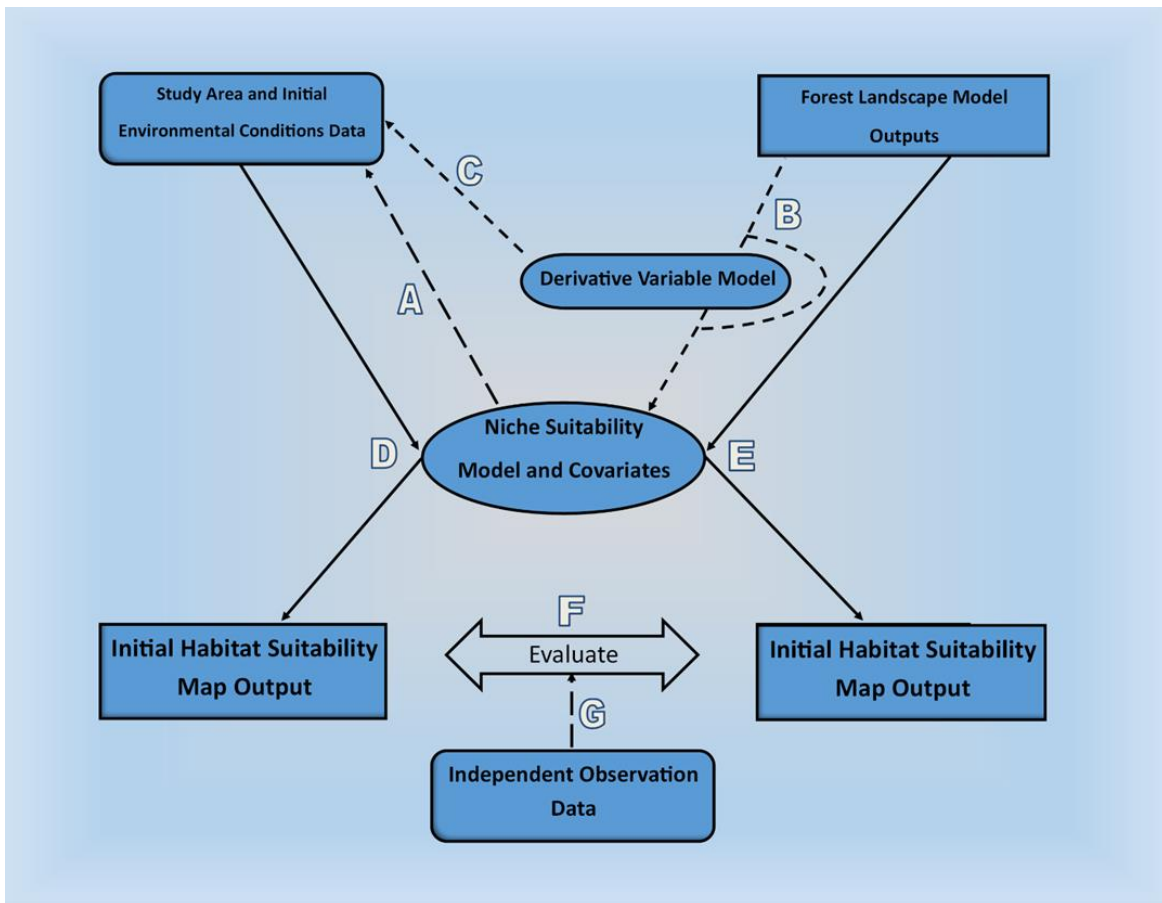 Study Area and Initial
Environmental Conditions Data
Forest Landscape Model
Outputs
C
B
Derivative Variable Model
A
Niche Suitability
Model and Covariates
D
E
F
Initial Habitat Suitability
Map Output
Evaluate
Initial Habitat Suitability
Map Output
G
Independent Observation
Data